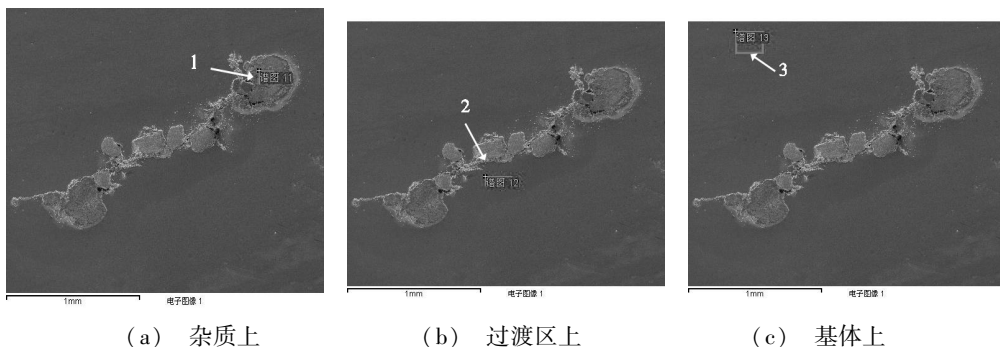 1
谱图 11
1mm
电子图像 1
(a) 杂质上
2
谱图 12
1mm
电子图像 1
(b) 过渡区上
谱图 13
3
1mm
电子图像 1
(c) 基体上